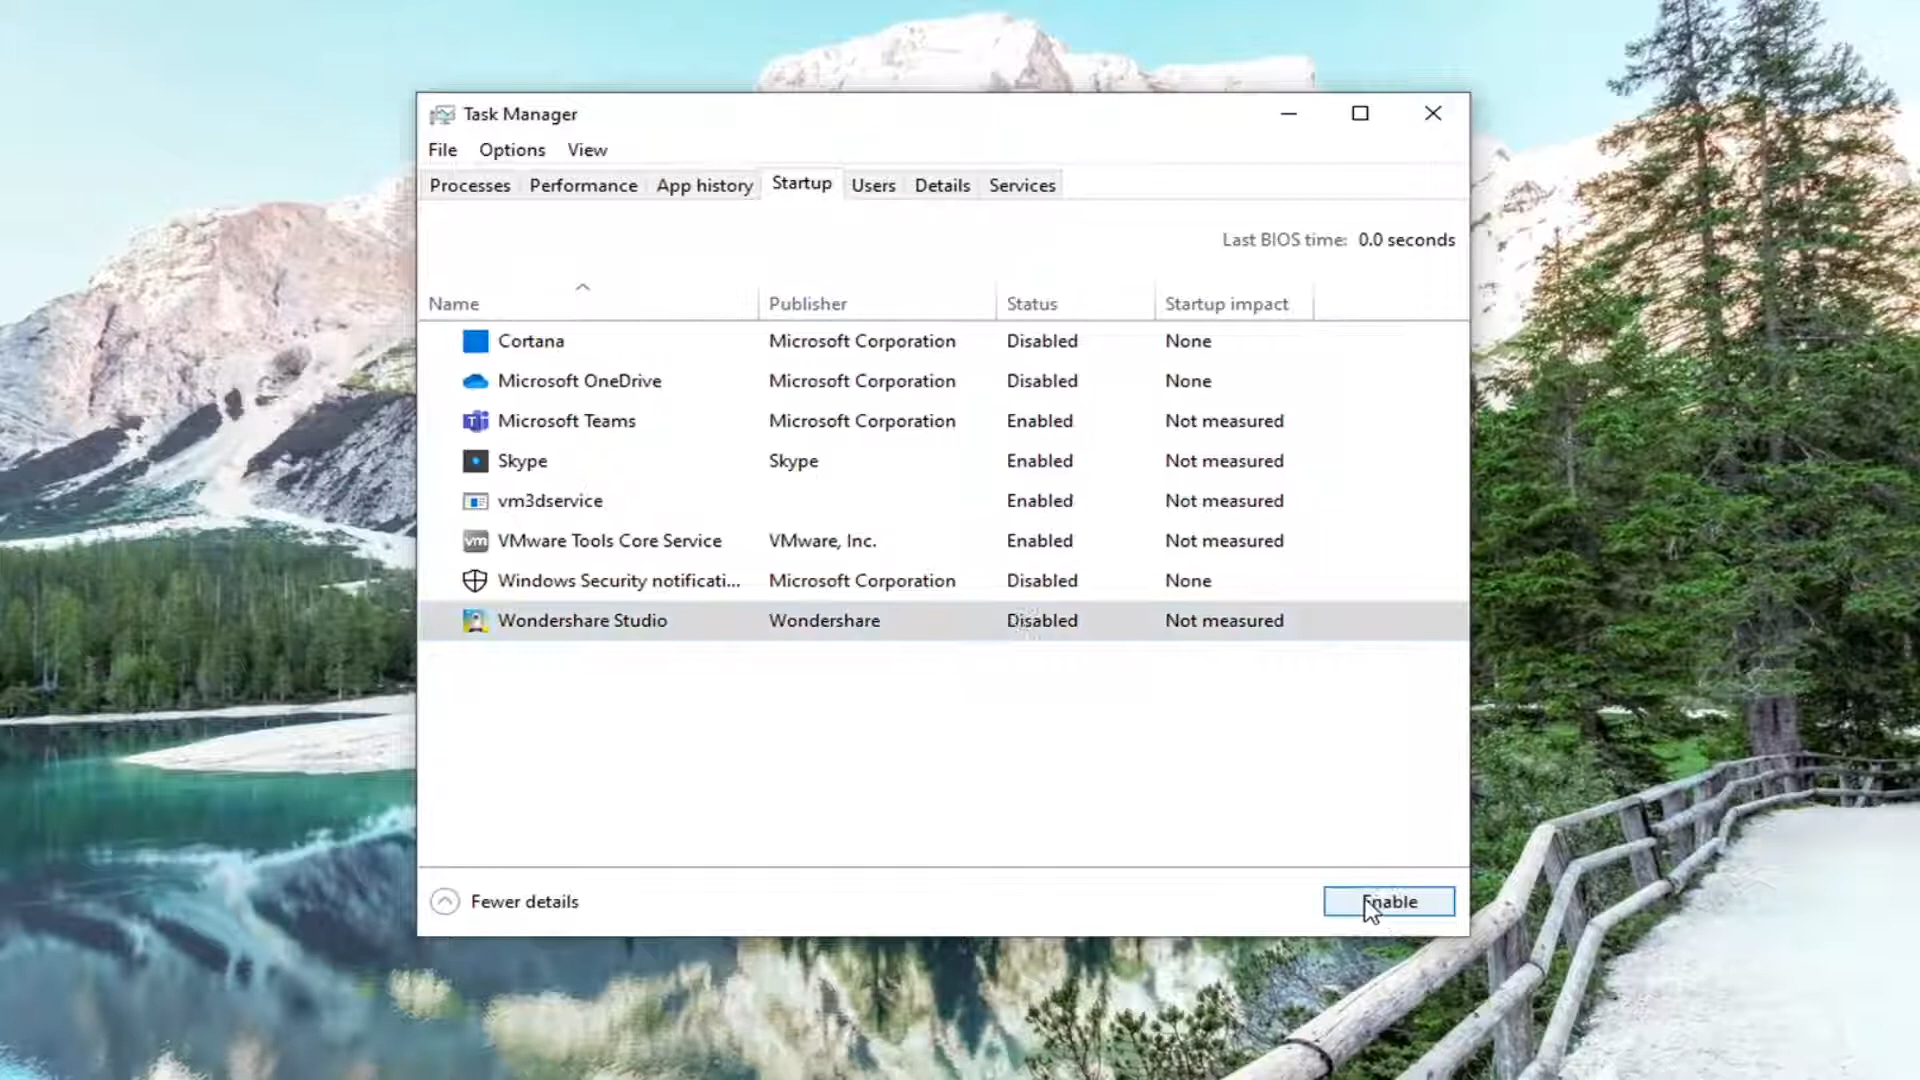 Task Manager
File Options View
Processes Performance App history Startup Users Details Services
Last BIOS time: 0.0 seconds
Name Publisher Status Startup impact
Cortana Microsoft Corporation Disabled None
Microsoft OneDrive Microsoft Corporation Disabled None
Microsoft Teams Microsoft Corporation Enabled Not measured
Skype Skype Enabled Not measured
vm3dservice Enabled Not measured
vm VMware Tools Core Service VMware, Inc. Enabled Not measured
Windows Security notificati... Microsoft Corporation Disabled None
Wondershare Studio Wondershare Disabled Not measured
Fewer details Enable